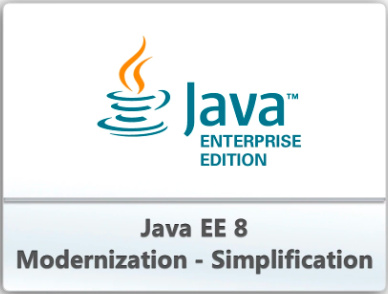 Java™
ENTERPRISE
EDITION
Java EE 8
Modernization - Simplification